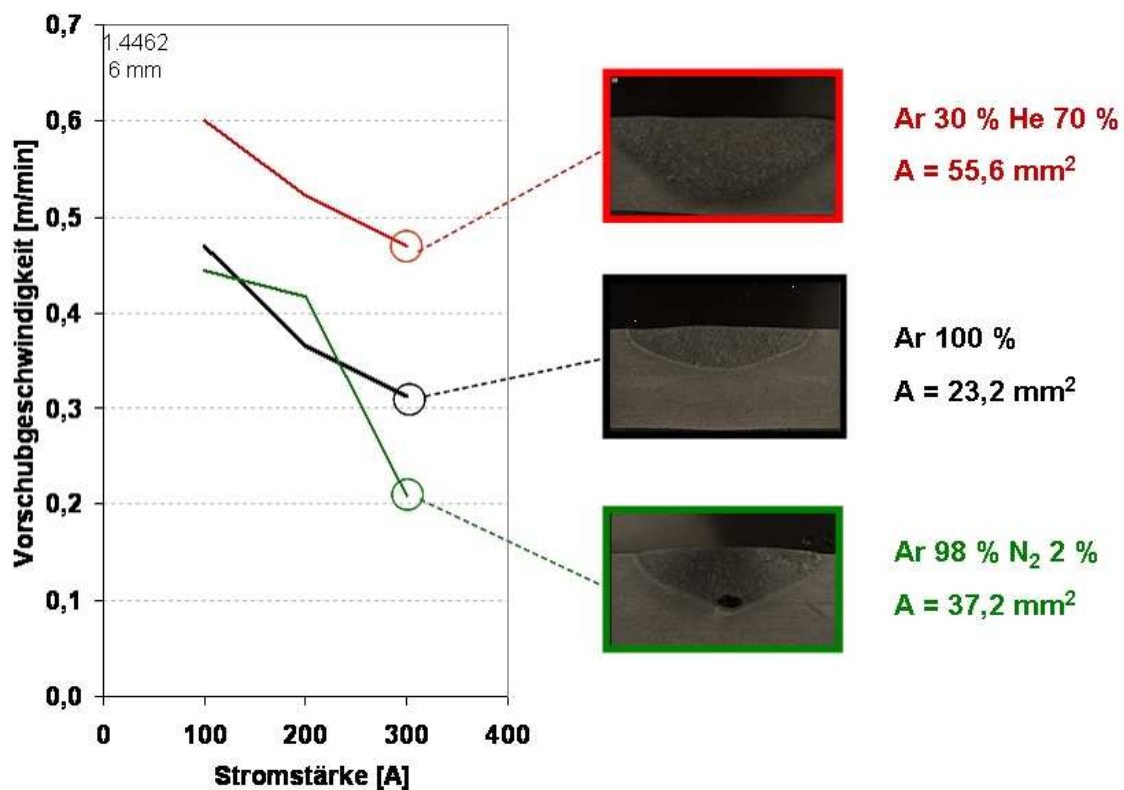 0,7
1.4462
6 mm
0,6
0,5
0,4
0,3
0,2
0,1
0,0
Vorschubgeschwindigkeit [m/min]
0 100 200 300 400
Stromstärke [A]
Ar 30 % He 70 %
A = 55,6 mm²
Ar 100 %
A = 23,2 mm²
Ar 98 % N₂ 2 %
A = 37,2 mm²